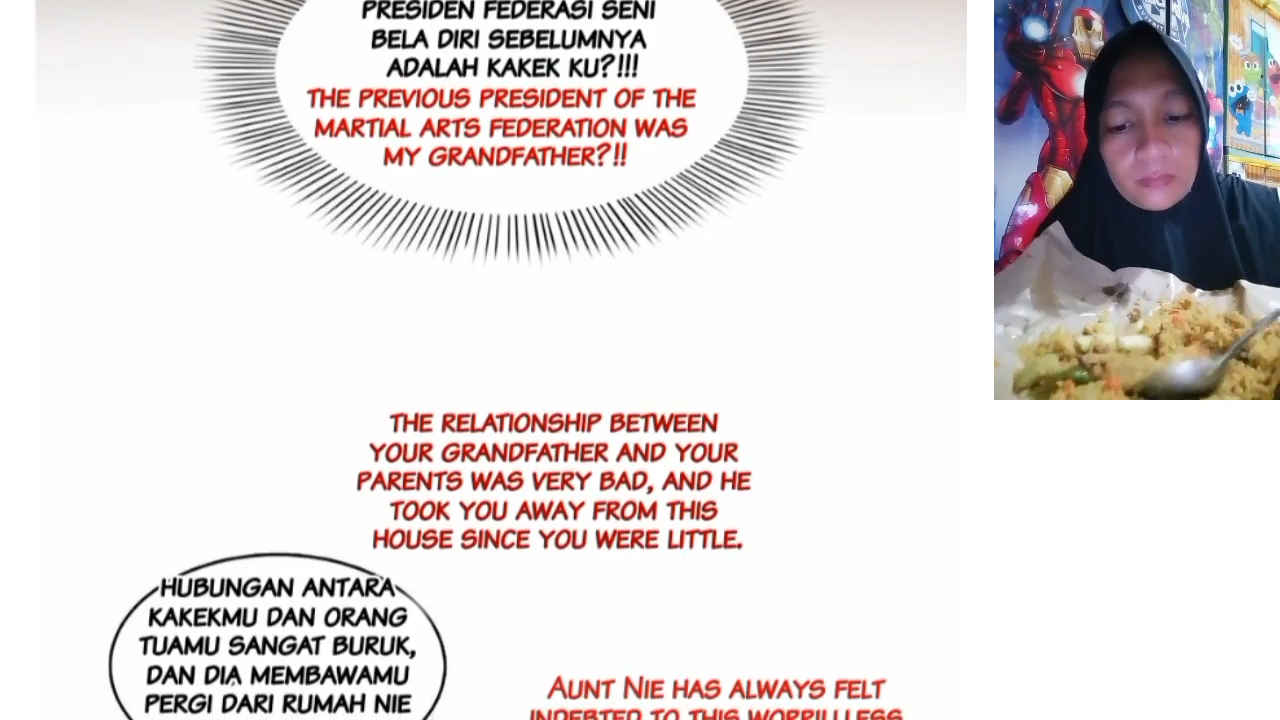 PRESIDEN FEDERASI SENI
BELA DIRI SEBELUMNYA
ADALAH KAKEK KU?!!!
THE PREVIOUS PRESIDENT OF THE
MARTIAL ARTS FEDERATION WAS
MY GRANDFATHER?!!
THE RELATIONSHIP BETWEEN
YOUR GRANDFATHER AND YOUR
PARENTS WAS VERY BAD, AND HE
TOOK YOU AWAY FROM THIS
HOUSE SINCE YOU WERE LITTLE.
HUBUNGAN ANTARA
KAKEKMU DAN ORANG
TUAMU SANGAT BURUK,
DAN DIA MEMBAWAMU
PERGI DARI RUMAH NIE
AUNT NIE HAS ALWAYS FELT
INDEBTED TO THIS